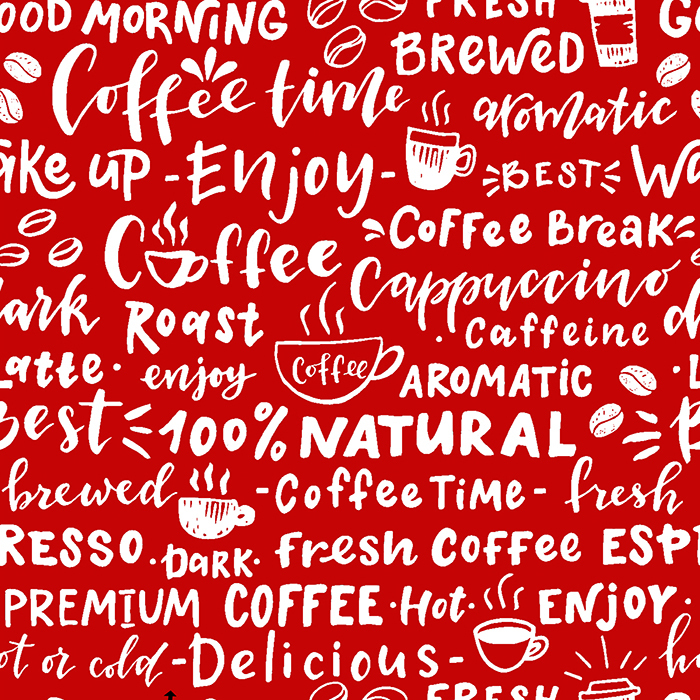 OOD MORNING FRESH G
BREWED
Coffee time aromatic
ake up -Enjoy- BEST Wa
Coffee Coffee Break
Cappuccino
dark Roast Caffeine d
Latte· enjoy Coffee AROMATIC ·L
Best 100% NATURAL
brewed -Coffee Time- fresh
RESSO·DARK· fresh Coffee ESP
PREMIUM COFFEE·Hot· ENJOY·
ot or cold-Delicious- h
FRESH